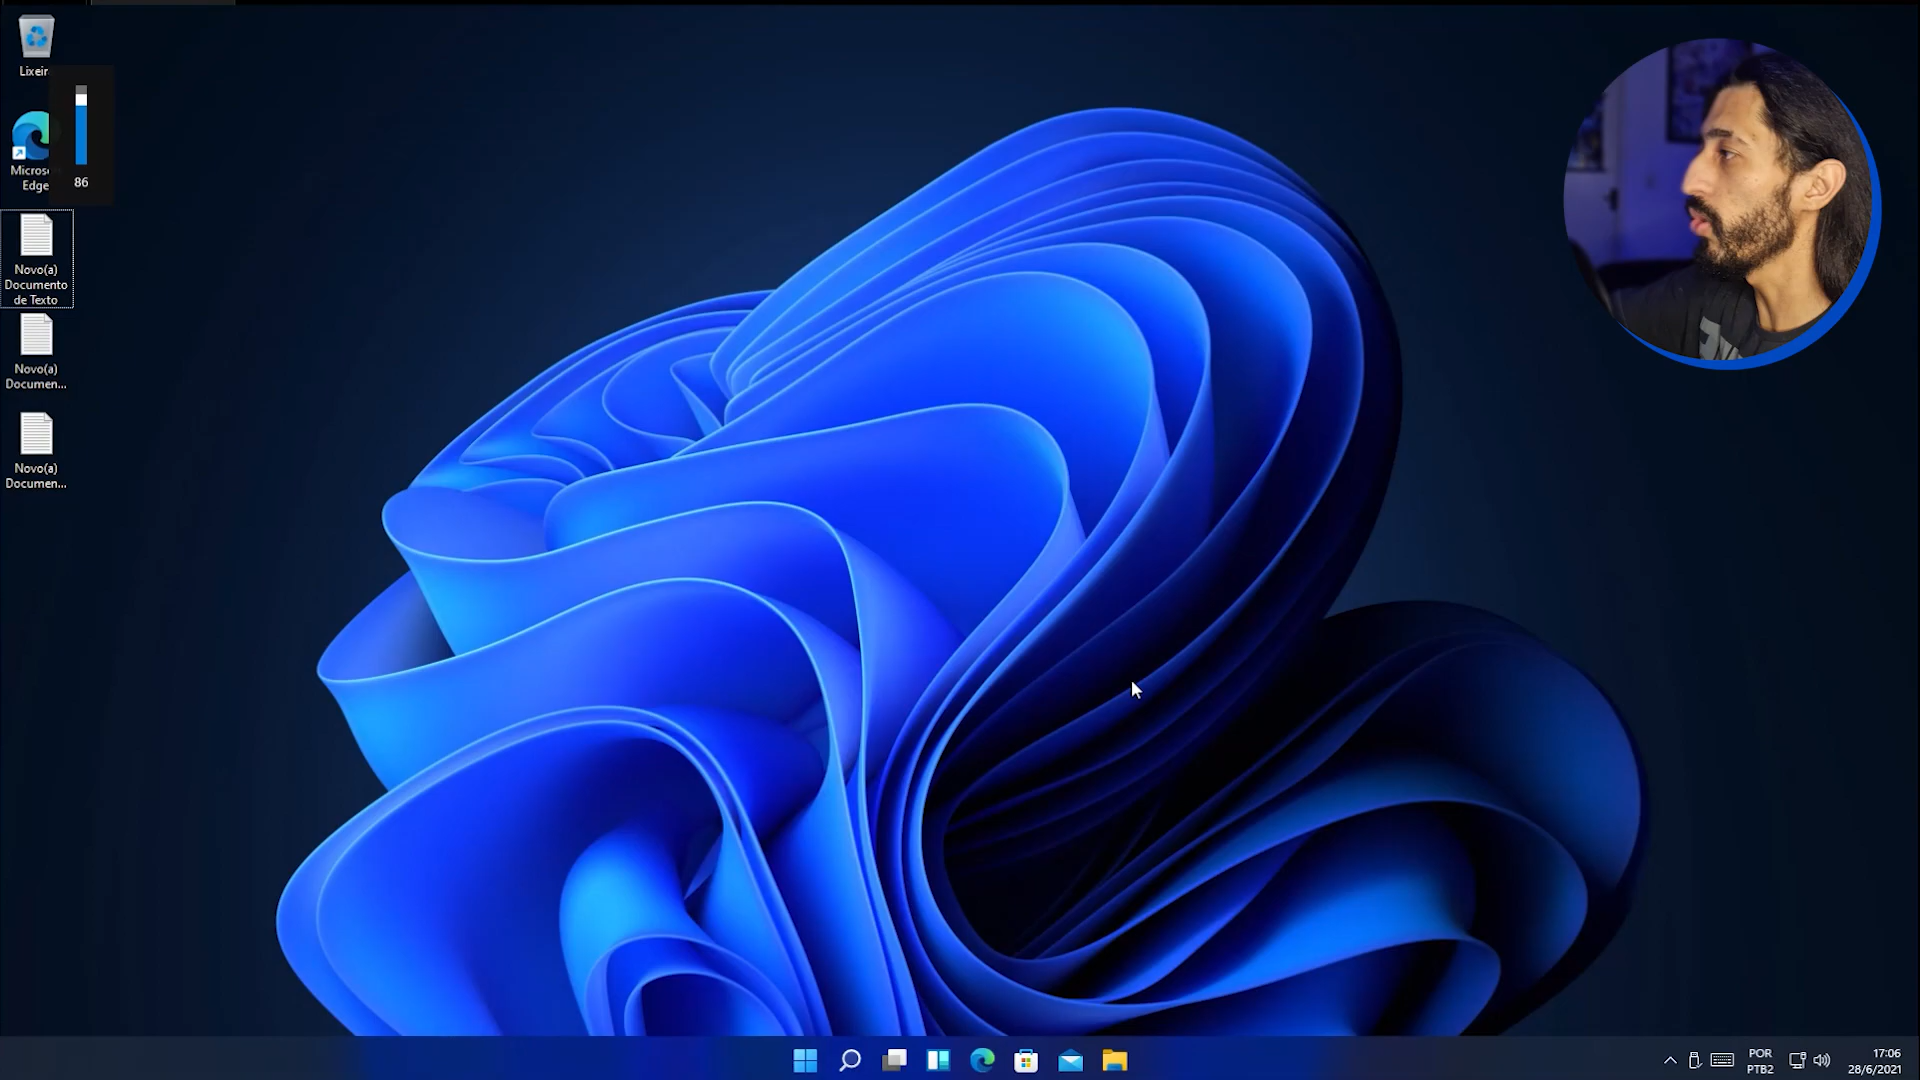 Lixeir
86
Micros
Edge
Novo(a)
Documento
de Texto
Novo(a)
Documen...
Novo(a)
Documen...
POR
PTB2
17:06
28/6/2021